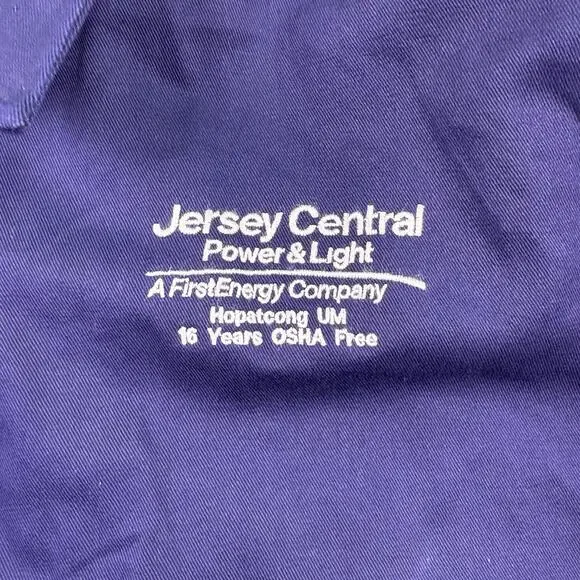 Jersey Central
Power & Light
A FirstEnergy Company
Hopatcong UM
16 Years OSHA Free